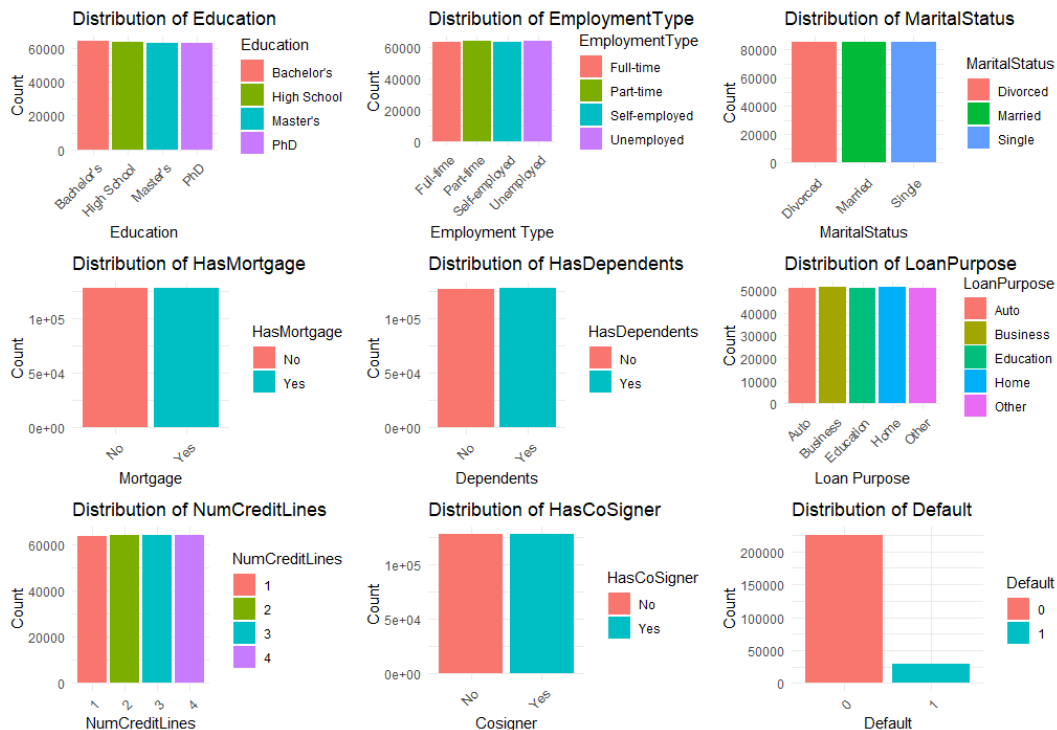 Distribution of Education
Count
60000
40000
20000
0
Bachelor's
High School
Master's
PhD
Education
Education
Bachelor's
High School
Master's
PhD
Distribution of EmploymentType
Count
60000
40000
20000
0
Full-time
Part-time
Self-employed
Unemployed
Employment Type
EmploymentType
Full-time
Part-time
Self-employed
Unemployed
Distribution of MaritalStatus
Count
80000
60000
40000
20000
0
Divorced
Married
Single
MaritalStatus
MaritalStatus
Divorced
Married
Single
Distribution of HasMortgage
Count
1e+05
5e+04
0e+00
No
Yes
Mortgage
HasMortgage
No
Yes
Distribution of HasDependents
Count
1e+05
5e+04
0e+00
No
Yes
Dependents
HasDependents
No
Yes
Distribution of LoanPurpose
Count
50000
40000
30000
20000
10000
0
Auto
Business
Education
Home
Other
Loan Purpose
LoanPurpose
Auto
Business
Education
Home
Other
Distribution of NumCreditLines
Count
60000
40000
20000
0
1
2
3
4
NumCreditLines
NumCreditLines
1
2
3
4
Distribution of HasCoSigner
Count
1e+05
5e+04
0e+00
No
Yes
Cosigner
HasCoSigner
No
Yes
Distribution of Default
Count
200000
150000
100000
50000
0
0
1
Default
Default
0
1